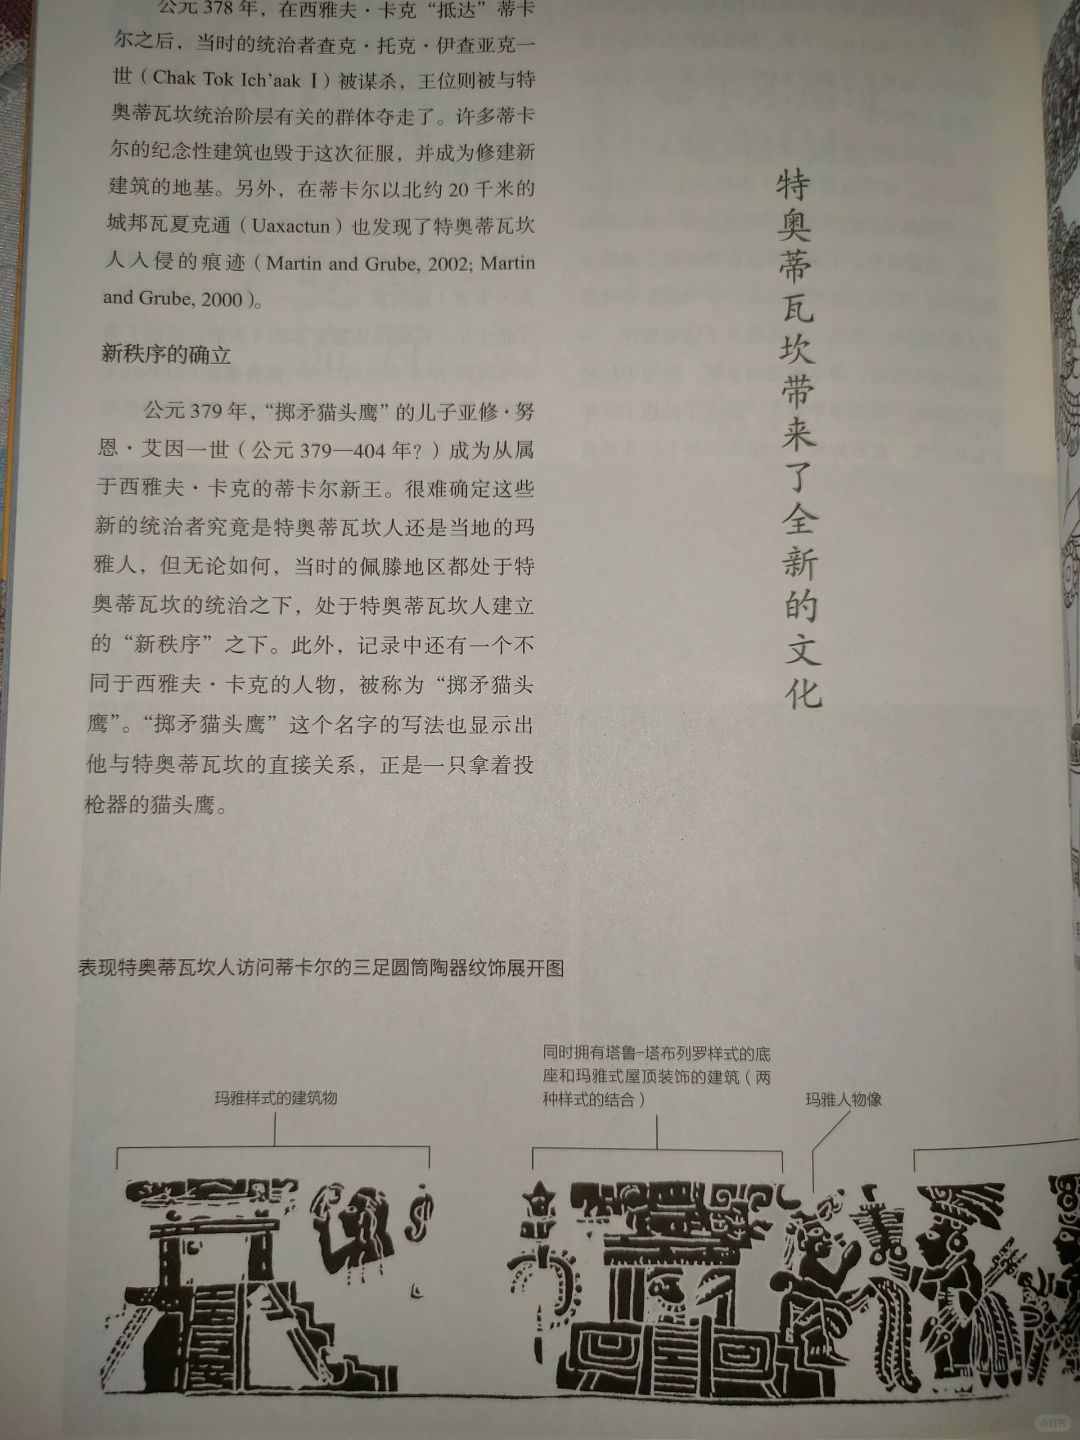 公元 378 年，在西雅夫·卡克“抵达”蒂卡
尔之后，当时的统治者查克·托克·伊查亚克一
世（Chak Tok Ich’aak Ⅰ）被谋杀，王位则被与特
奥蒂瓦坎统治阶层有关的群体夺走了。许多蒂卡
尔的纪念性建筑也毁于这次征服，并成为修建新
建筑的地基。另外，在蒂卡尔以北约 20 千米的
城邦瓦夏克通（Uaxactun）也发现了特奥蒂瓦坎
人入侵的痕迹（Martin and Grube, 2002; Martin
and Grube, 2000）。
新秩序的确立
公元 379 年，“掷矛猫头鹰”的儿子亚修·努
恩·艾因一世（公元 379—404 年？）成为从属
于西雅夫·卡克的蒂卡尔新王。很难确定这些
新的统治者究竟是特奥蒂瓦坎人还是当地的玛
雅人，但无论如何，当时的佩滕地区都处于特
奥蒂瓦坎的统治之下，处于特奥蒂瓦坎人建立
的“新秩序”之下。此外，记录中还有一个不
同于西雅夫·卡克的人物，被称为“掷矛猫头
鹰”。“掷矛猫头鹰”这个名字的写法也显示出
他与特奥蒂瓦坎的直接关系，正是一只拿着投
枪器的猫头鹰。
特奥蒂瓦坎带来了全新的文化
表现特奥蒂瓦坎人访问蒂卡尔的三足圆筒陶器纹饰展开图
玛雅样式的建筑物
同时拥有塔鲁-塔布列罗样式的底
座和玛雅式屋顶装饰的建筑（两
种样式的结合）
玛雅人物像
小红书